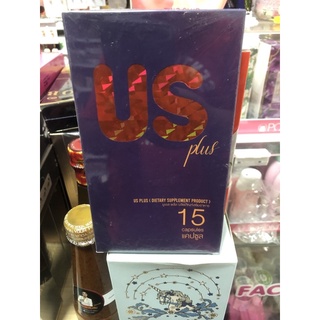 US
plus
US PLUS ( DIETARY SUPPLEMENT PRODUCT )
15
capsules
แคปซูล
FAC